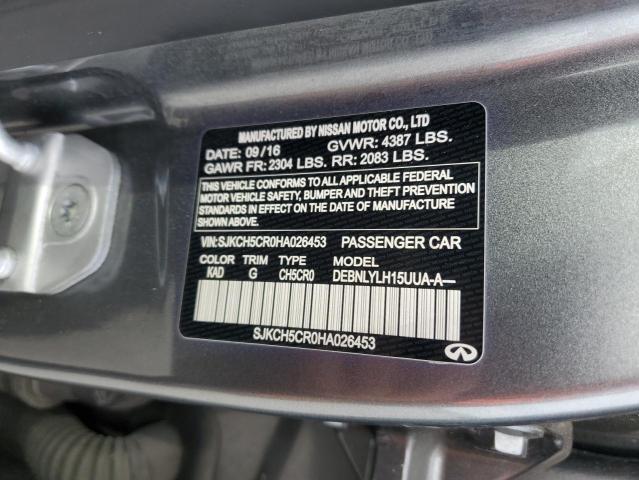 MANUFACTURED BY NISSAN MOTOR CO., LTD
DATE: 09/16 GVWR: 4387 LBS.
GAWR FR: 2304 LBS. RR: 2083 LBS.
THIS VEHICLE CONFORMS TO ALL APPLICABLE FEDERAL
MOTOR VEHICLE SAFETY, BUMPER AND THEFT PREVENTION
STANDARDS IN EFFECT ON THE DATE OF MANUFACTURE
SHOWN ABOVE.
VIN:SJKCH5CR0HA026453 PASSENGER CAR
COLOR TRIM TYPE MODEL
KAD G CH5CR0 DEBNLYLH15UUA-A—
SJKCH5CR0HA026453